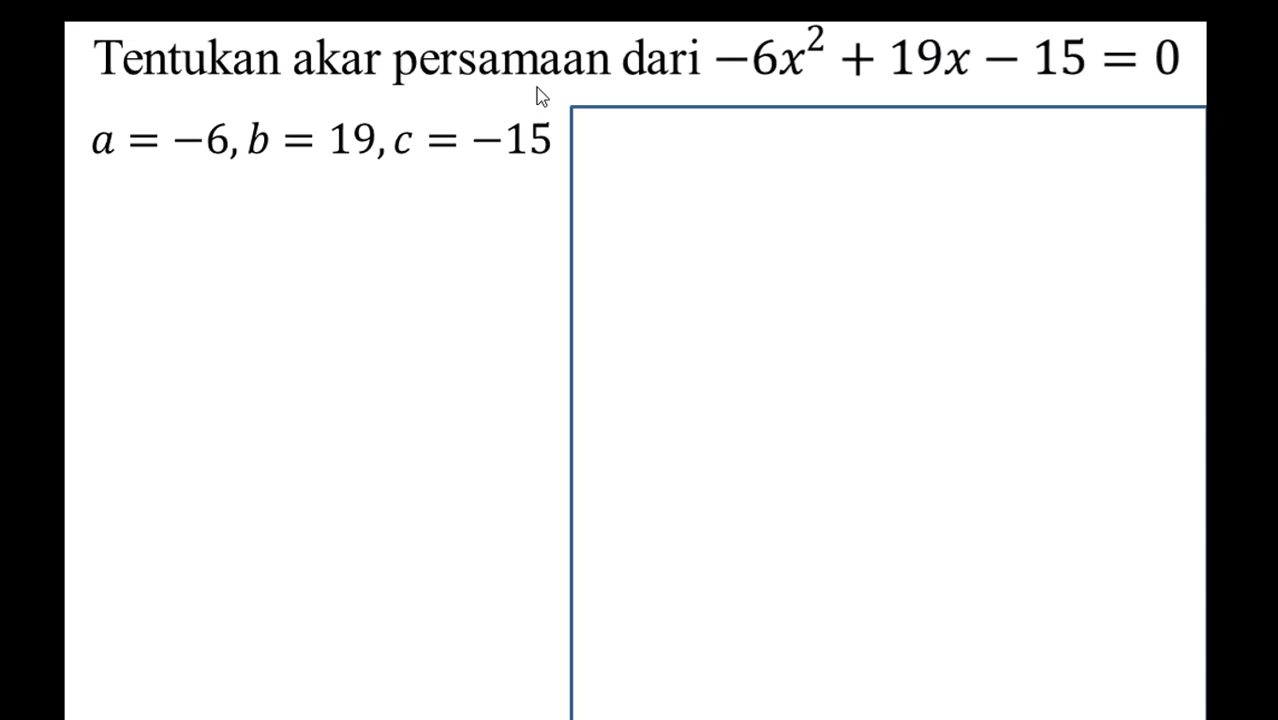 Tentukan akar persamaan dari −6x² + 19x − 15 = 0
a = −6, b = 19, c = −15